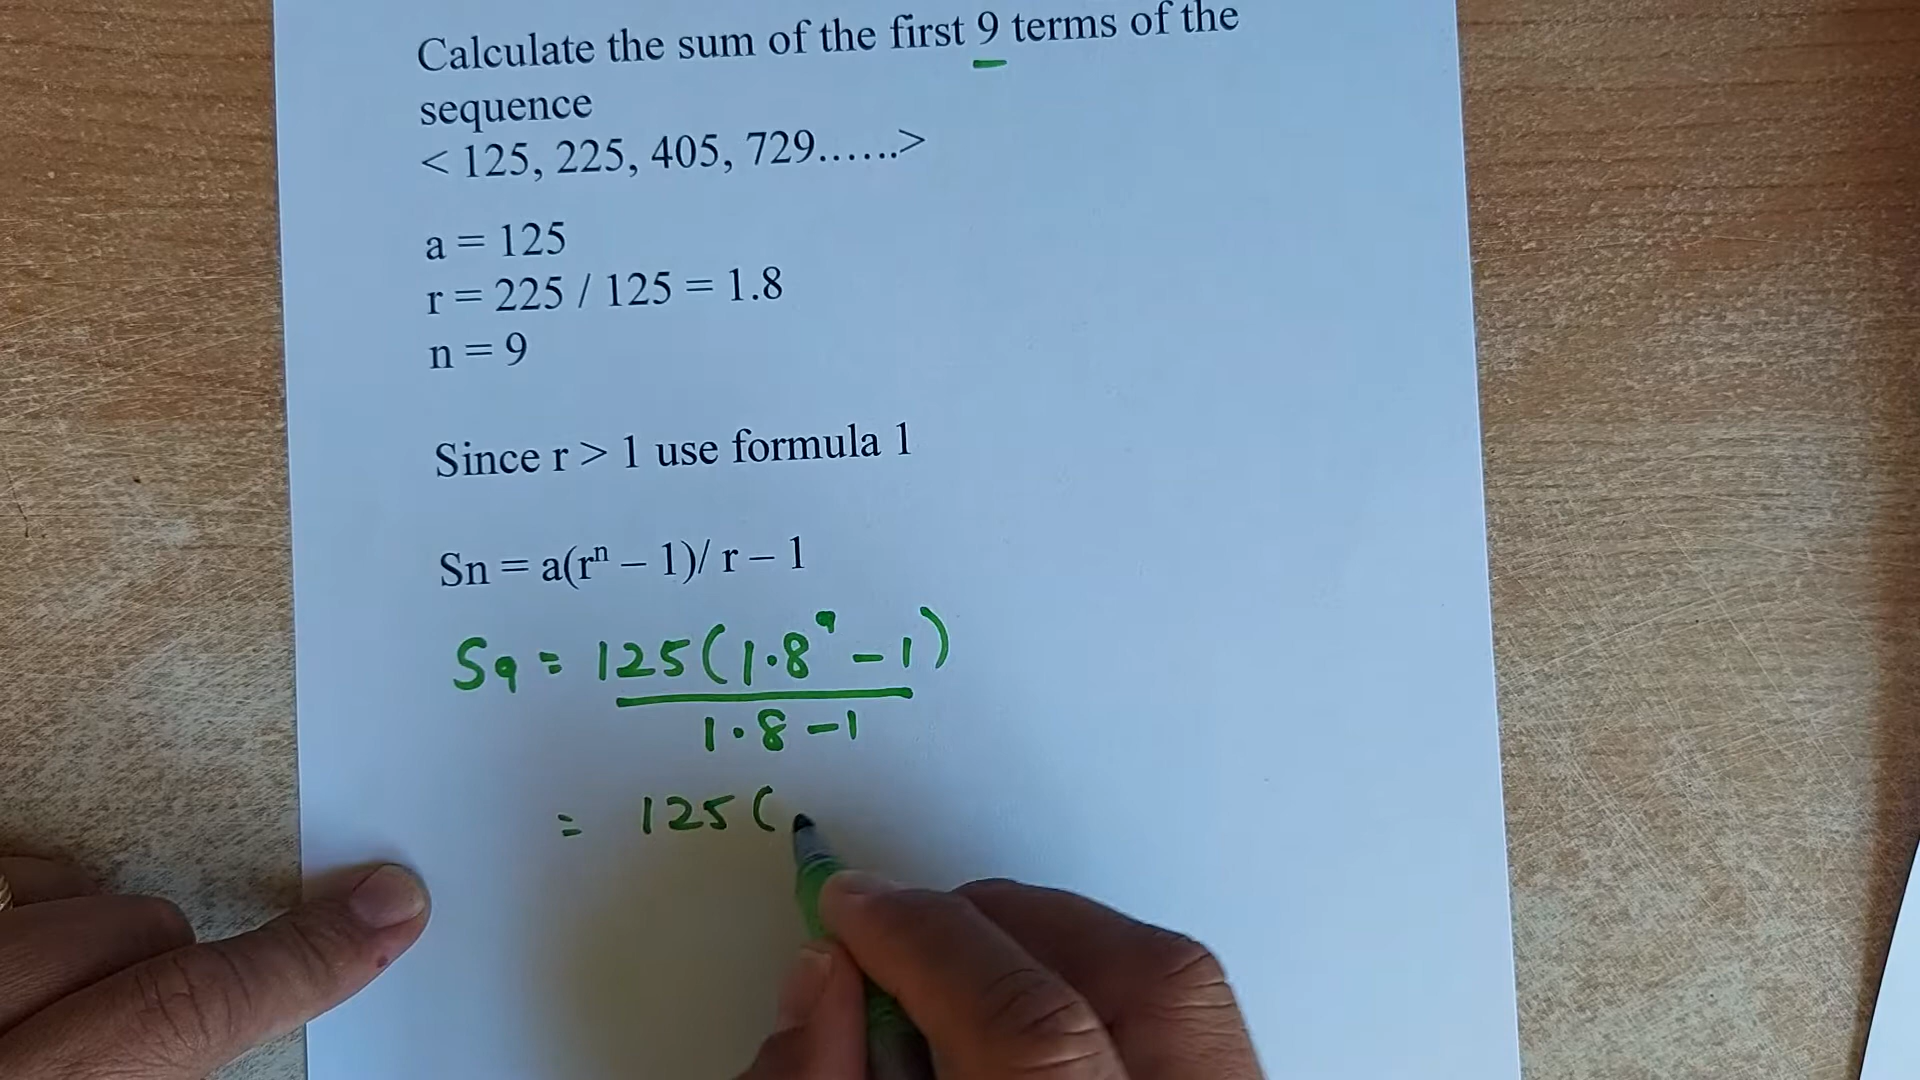 Calculate the sum of the first 9 terms of the
sequence
< 125, 225, 405, 729......>
a = 125
r = 225 / 125 = 1.8
n = 9
Since r > 1 use formula 1
Sn = a(rⁿ – 1)/ r – 1
S₉ = 125(1.8⁹ – 1)
1.8 – 1
= 125(